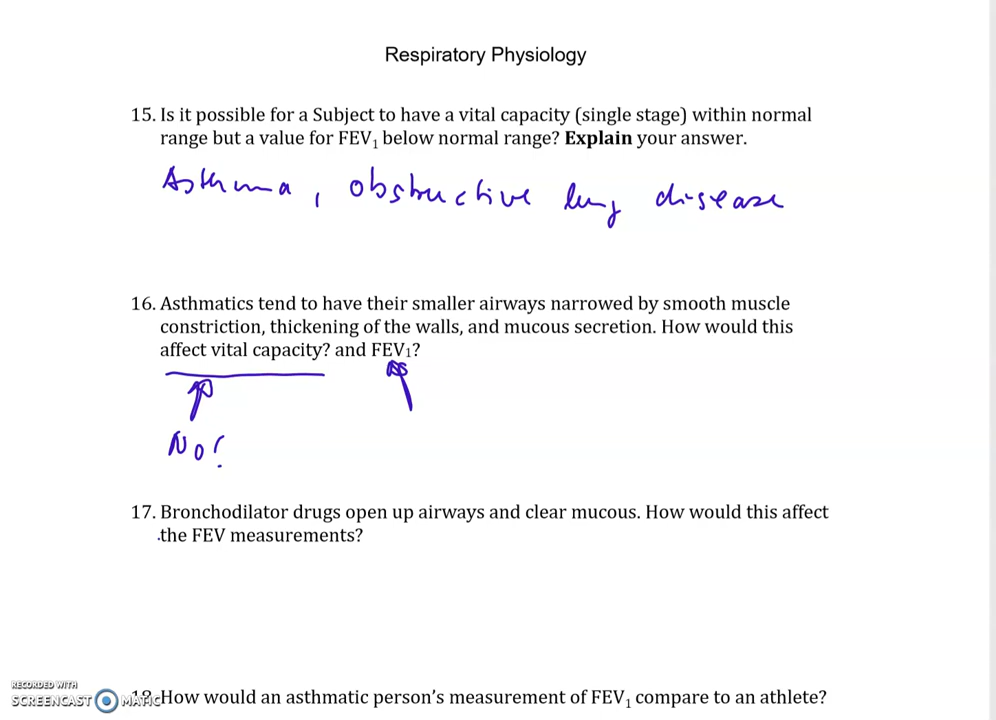 Respiratory Physiology
15. Is it possible for a Subject to have a vital capacity (single stage) within normal
range but a value for FEV₁ below normal range? Explain your answer.
Asthma, obstructive lung disease
16. Asthmatics tend to have their smaller airways narrowed by smooth muscle
constriction, thickening of the walls, and mucous secretion. How would this
affect vital capacity? and FEV₁?
No!
17. Bronchodilator drugs open up airways and clear mucous. How would this affect
the FEV measurements?
RECORDED WITH
SCREENCAST MATIC
18. How would an asthmatic person's measurement of FEV₁ compare to an athlete?